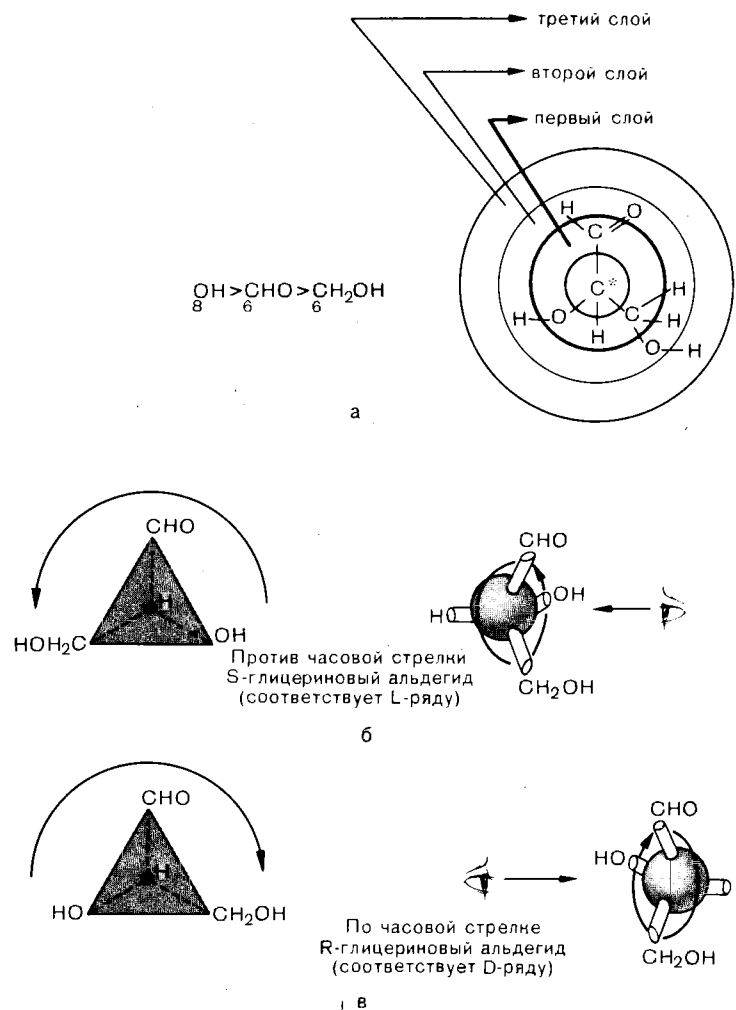 третий слой
второй слой
первый слой
H
O
C
OH>CHO>CH₂OH
8 6 6
C*
H
H
O
C
H
H
O
H
а
CHO
H
HOH₂C
OH
CHO
OH
H
CH₂OH
Против часовой стрелки
S-глицериновый альдегид
(соответствует L-ряду)
б
CHO
H
HO
CH₂OH
CHO
HO
CH₂OH
По часовой стрелке
R-глицериновый альдегид
(соответствует D-ряду)
в